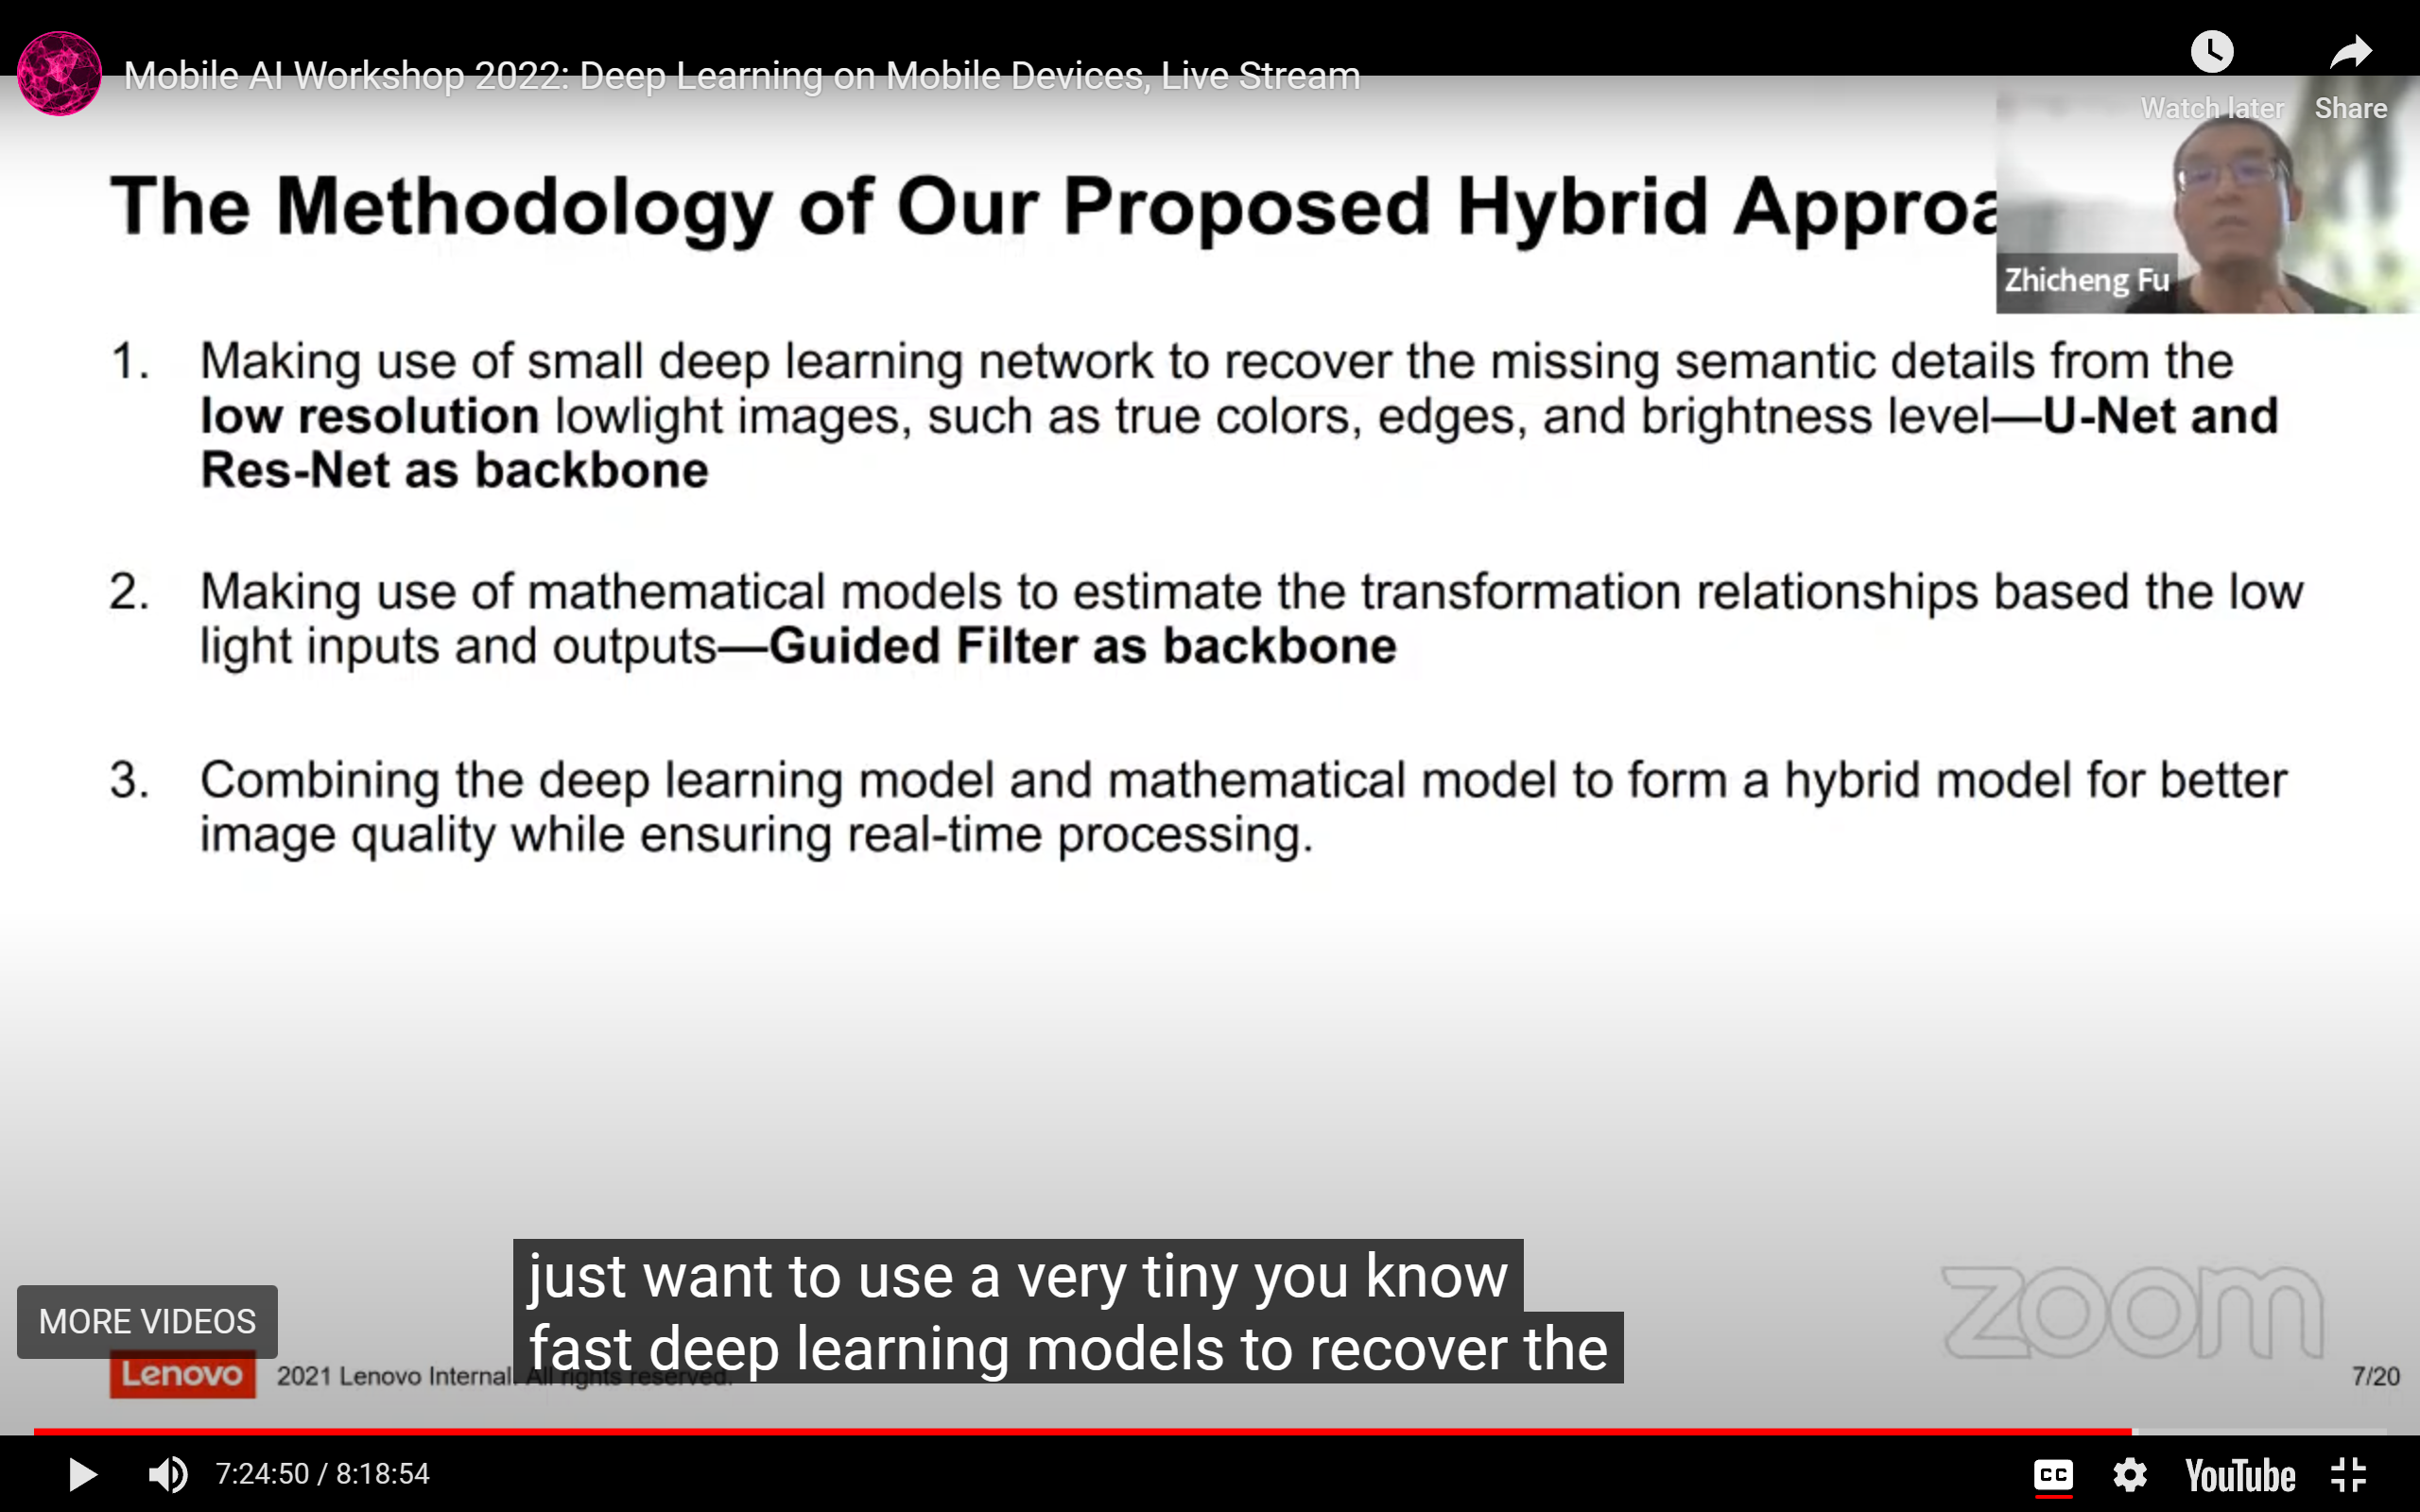 Mobile AI Workshop 2022: Deep Learning on Mobile Devices, Live Stream
Watch later
Share
The Methodology of Our Proposed Hybrid Approa
Zhicheng Fu
1. Making use of small deep learning network to recover the missing semantic details from the
low resolution lowlight images, such as true colors, edges, and brightness level—U-Net and
Res-Net as backbone
2. Making use of mathematical models to estimate the transformation relationships based the low
light inputs and outputs—Guided Filter as backbone
3. Combining the deep learning model and mathematical model to form a hybrid model for better
image quality while ensuring real-time processing.
just want to use a very tiny you know
fast deep learning models to recover the
MORE VIDEOS
zoom
Lenovo
2021 Lenovo Internal. All rights reserved.
7/20
7:24:50 / 8:18:54
CC
YouTube